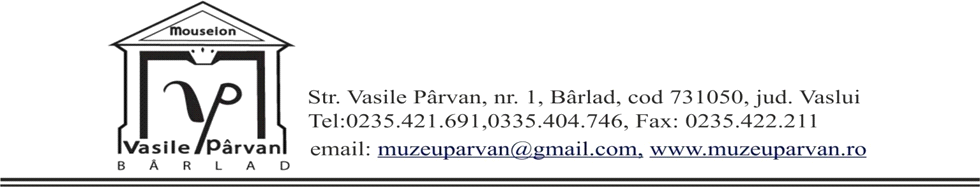 Mouseion
VP
Vasile Pârvan
BÂRLAD
Str. Vasile Pârvan, nr. 1, Bârlad, cod 731050, jud. Vaslui
Tel:0235.421.691,0335.404.746, Fax: 0235.422.211
email: muzeuparvan@gmail.com, www.muzeuparvan.ro